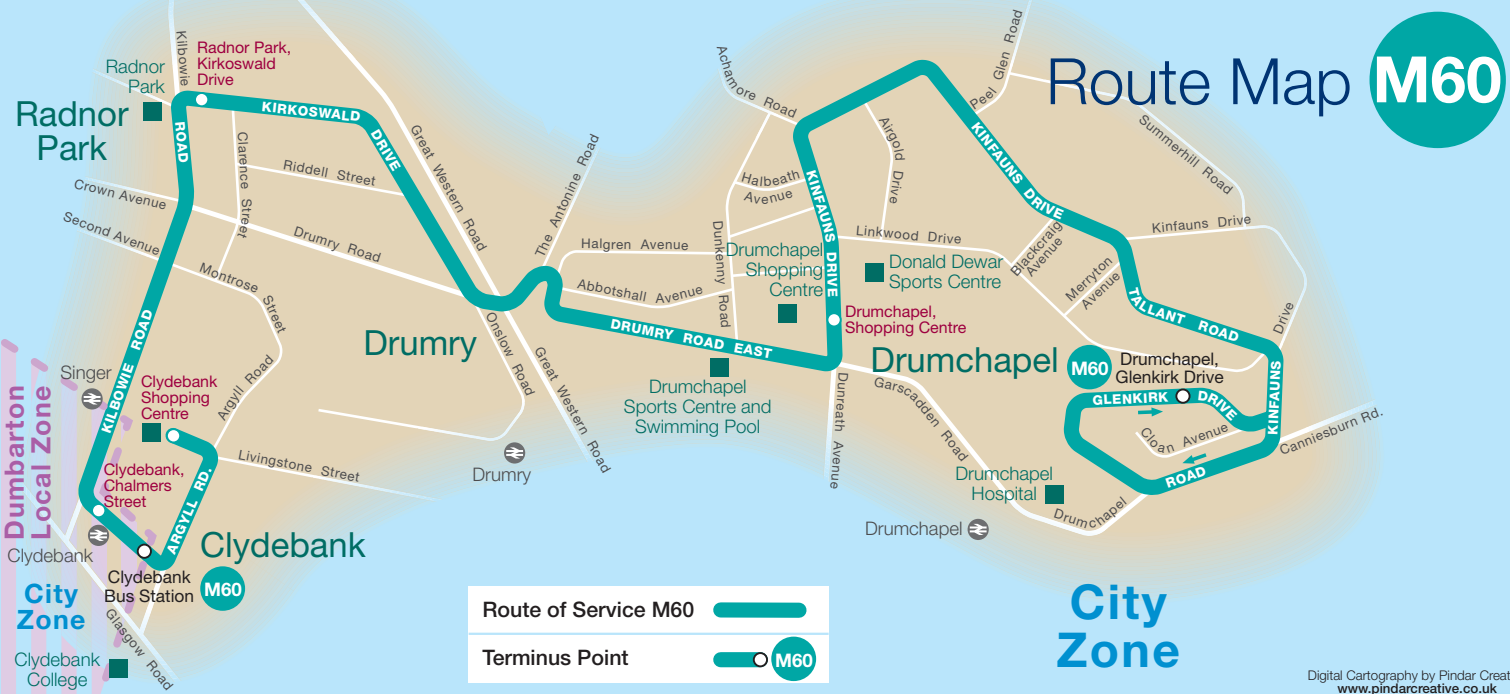 Route Map M60
Kilbowie
Radnor Park,
Kirkoswald
Drive
Radnor
Park
Radnor
Park
KIRKOSWALD
DRIVE
ROAD
Clarence Street
Riddell Street
Crown Avenue
Second Avenue
Drumry Road
Montrose Street
Great Western Road
The Antonine Road
Halgren Avenue
Abbotshall Avenue
Dunkenny Road
Achamore Road
Halbeath
Avenue
Airgold Drive
Peel Glen Road
Summerhill Road
KINFAUNS DRIVE
KINFAUNS DRIVE
Kinfauns Drive
Linkwood Drive
Blackcraig
Avenue
Merryton
Avenue
Drumchapel
Shopping
Centre
Donald Dewar
Sports Centre
Drumchapel,
Shopping Centre
TALLANT ROAD
DRUMRY ROAD EAST
Drumry
Onslow Road
Great Western Road
Drumchapel
Sports Centre and
Swimming Pool
Drumchapel
M60
Drumchapel,
Glenkirk Drive
GLENKIRK DRIVE
KINFAUNS
Cloan Avenue
ROAD
Canniesburn Rd.
Dunreath Avenue
Garscadden Road
Drumchapel
Hospital
Drumchapel
Drumchapel
KILBOWIE ROAD
Singer
Clydebank
Shopping
Centre
Argyll Road
Dumbarton
Local Zone
Clydebank,
Chalmers
Street
ARGYLL RD.
Livingstone Street
Drumry
Clydebank
Clydebank
Clydebank
Bus Station
M60
City
Zone
Glasgow Road
Clydebank
College
Route of Service M60
Terminus Point
M60
City
Zone
Digital Cartography by Pindar Creat
www.pindarcreative.co.uk